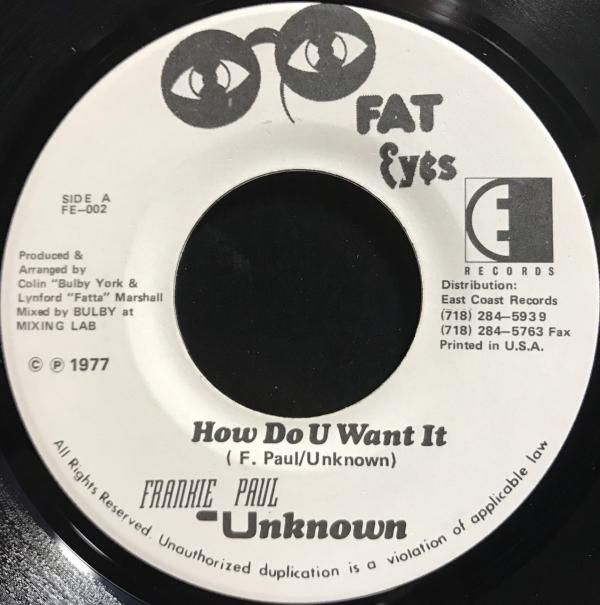 FAT
Eyes
SIDE A
FE-002
Produced &
Arranged by
Colin "Bulby York &
Lynford "Fatta" Marshall
Mixed by BULBY at
MIXING LAB
© ℗ 1977
E
RECORDS
Distribution:
East Coast Records
(718) 284-5939
(718) 284-5763 Fax
Printed in U.S.A.
How Do U Want It
( F. Paul/Unknown)
FRANKIE PAUL
Unknown
All Rights Reserved. Unauthorized duplication is a violation of applicable law